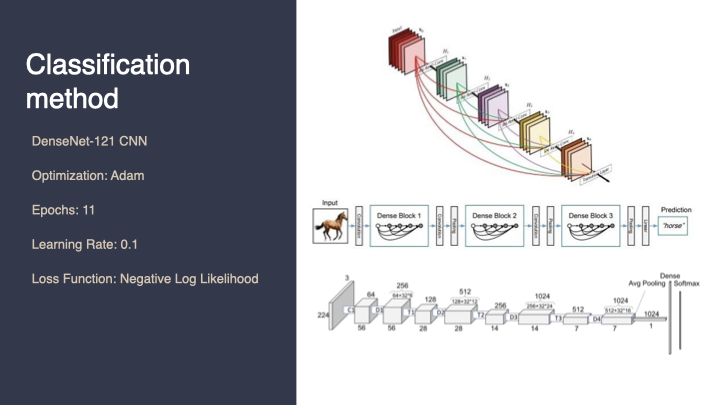 Classification
method
DenseNet-121 CNN
Optimization: Adam
Epochs: 11
Learning Rate: 0.1
Loss Function: Negative Log Likelihood
Input
Prediction
Dense Block 1
Dense Block 2
Dense Block 3
Convolution
Convolution
Pooling
Convolution
Pooling
Pooling
Linear
"horse"
Dense
Avg Pooling
Softmax
3
224
C1
64
56
D1
256
64+32*6
56
T1
128
28
D2
512
128+32*12
28
T2
256
14
D3
1024
256+32*24
14
T3
512
7
D4
1024
512+32*16
7
1024
1